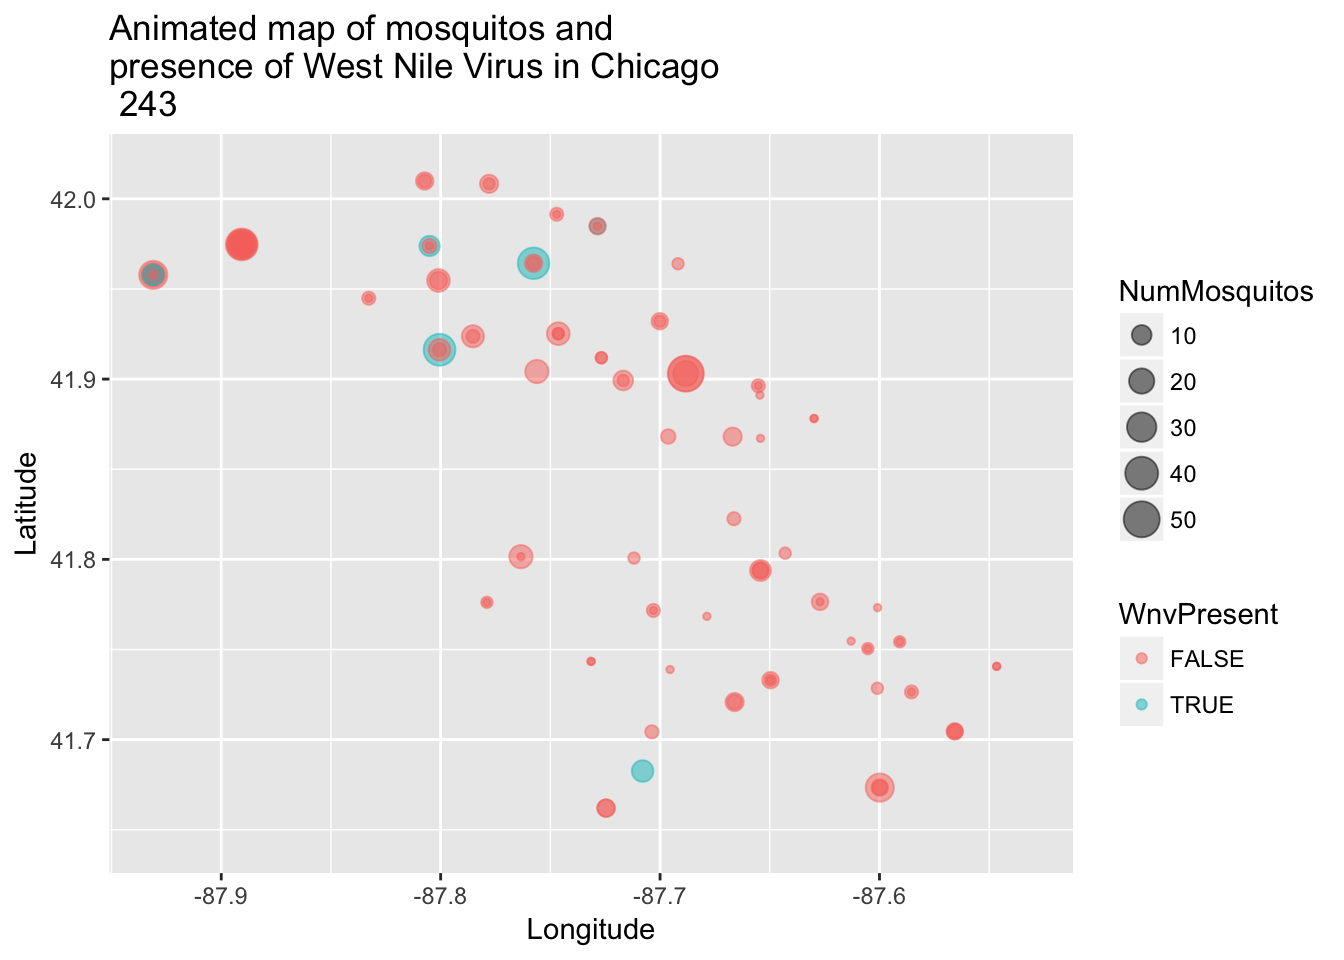 Animated map of mosquitos and
presence of West Nile Virus in Chicago
243
42.0
41.9
41.8
41.7
Latitude
-87.9
-87.8
-87.7
-87.6
Longitude
NumMosquitos
10
20
30
40
50
WnvPresent
FALSE
TRUE